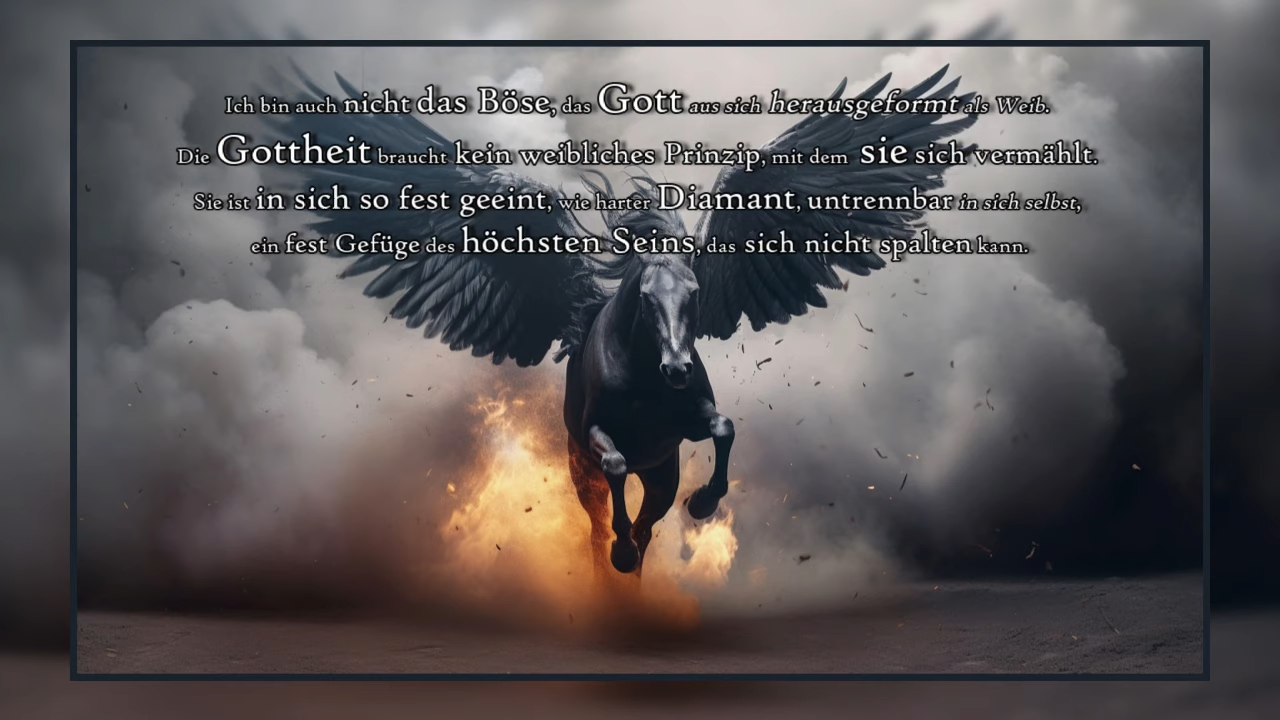 Ich bin auch nicht das Böse, das Gott aus sich herausgeformt als Weib.
Die Gottheit braucht kein weibliches Prinzip, mit dem sie sich vermählt.
Sie ist in sich so fest geeint, wie harter Diamant, untrennbar in sich selbst,
ein fest Gefüge des höchsten Seins, das sich nicht spalten kann.